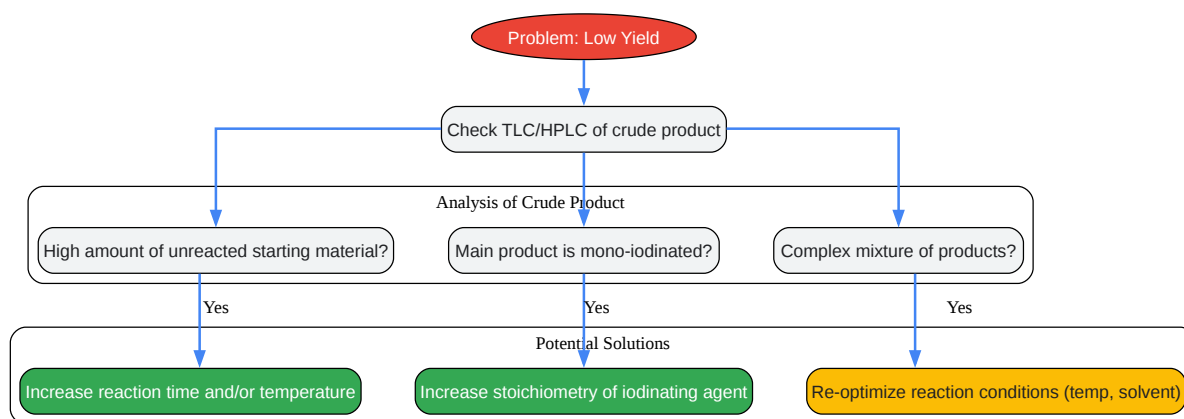 Problem: Low Yield
Check TLC/HPLC of crude product
Analysis of Crude Product
High amount of unreacted starting material?
Main product is mono-iodinated?
Complex mixture of products?
Yes
Yes
Yes
Potential Solutions
Increase reaction time and/or temperature
Increase stoichiometry of iodinating agent
Re-optimize reaction conditions (temp, solvent)